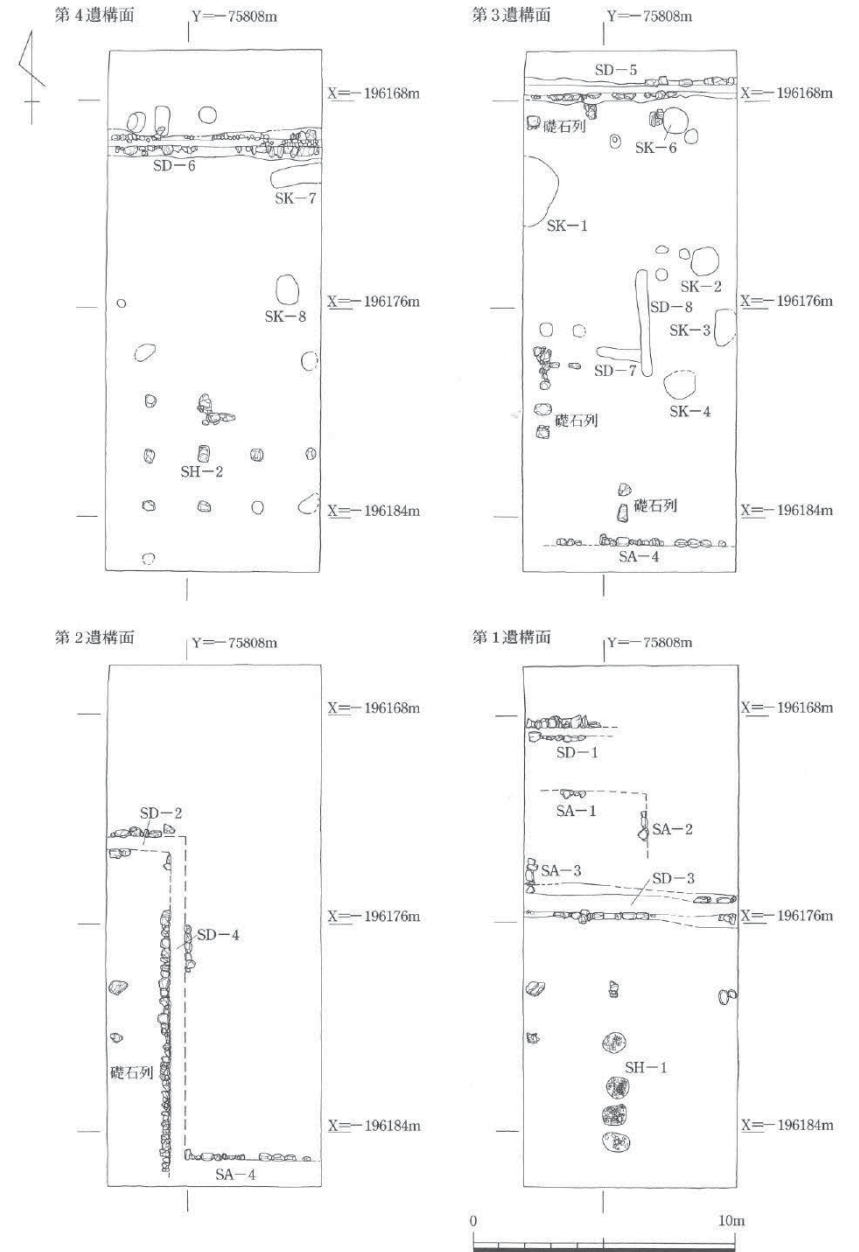 第4遺構面
Y=-75808m
X=-196168m
SD-6
SK-7
X=-196176m
SK-8
SH-2
X=-196184m
第3遺構面
Y=-75808m
SD-5
X=-196168m
礎石列
SK-6
SK-1
SK-2
X=-196176m
SD-8
SK-3
SD-7
SK-4
礎石列
礎石列
X=-196184m
SA-4
第2遺構面
Y=-75808m
X=-196168m
SD-2
X=-196176m
SD-4
礎石列
X=-196184m
SA-4
第1遺構面
Y=-75808m
X=-196168m
SD-1
SA-1
SA-2
SA-3
SD-3
X=-196176m
SH-1
X=-196184m
0 10m